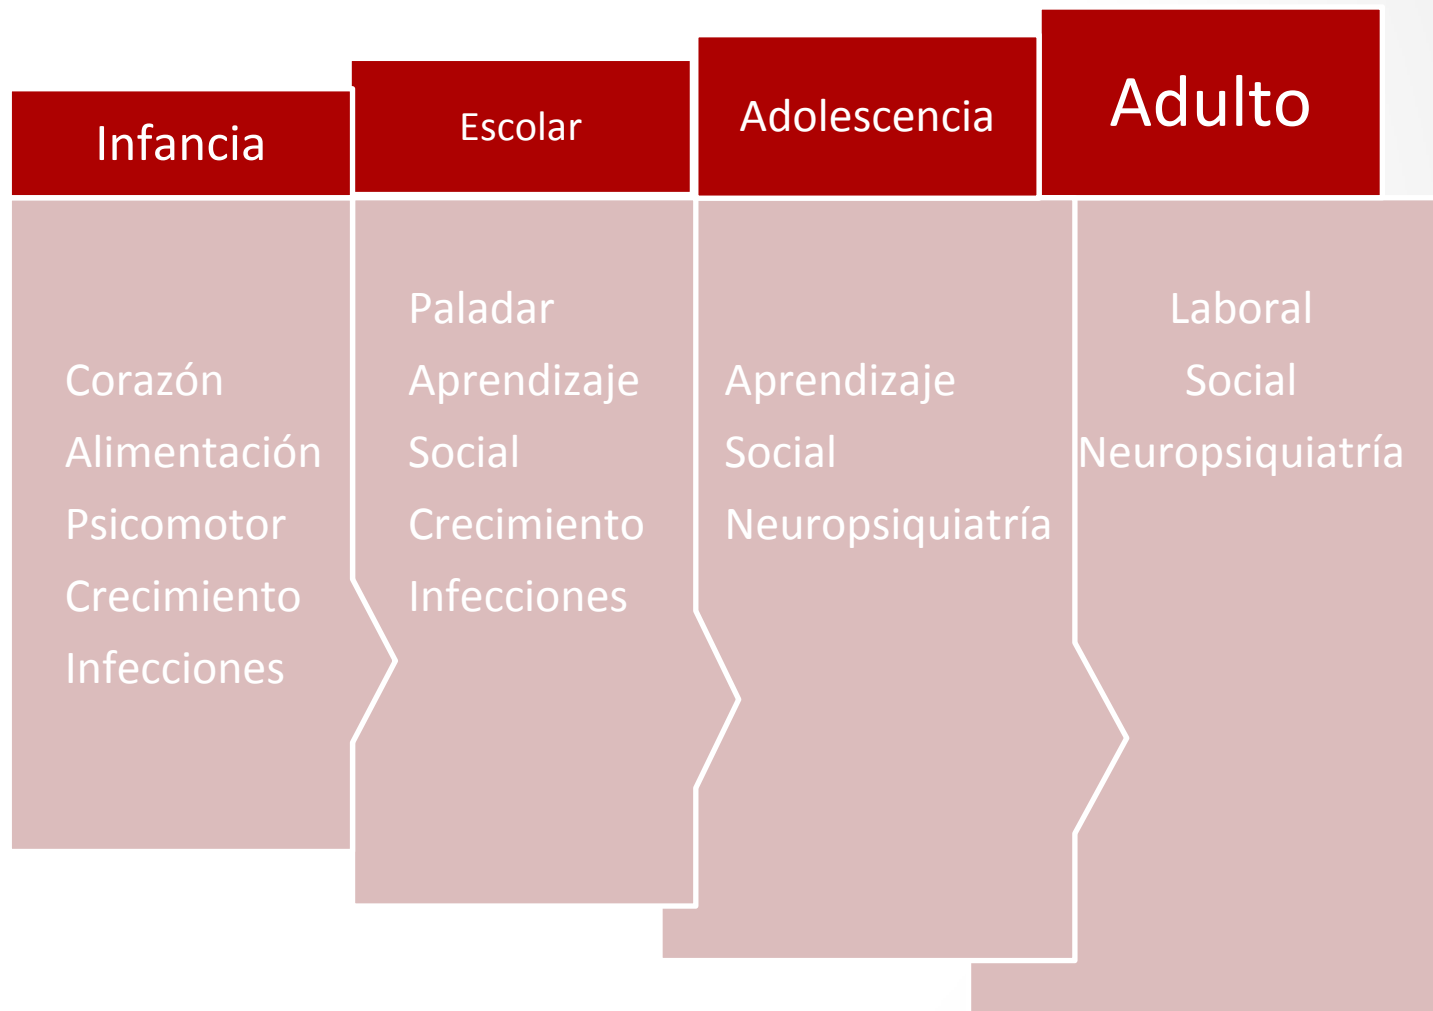 Infancia
Corazón
Alimentación
Psicomotor
Crecimiento
Infecciones
Escolar
Paladar
Aprendizaje
Social
Crecimiento
Infecciones
Adolescencia
Aprendizaje
Social
Neuropsiquiatría
Adulto
Laboral
Social
Neuropsiquiatría